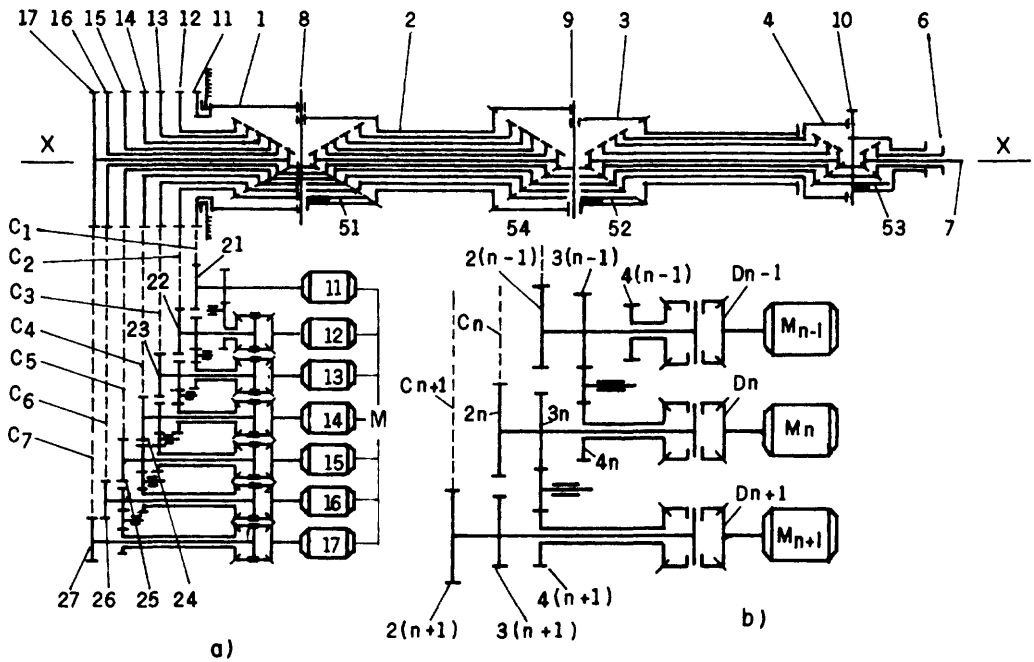 17 16 15 14 13 12 11 1 8 2 9 3 4 10 6
X X
51 54 52 53 7
C1
C2
C3
C4
C5
C6
C7
21
22
23
11
12
13
14
M
15
16
17
27 26 25 24
a)
2(n-1) 3(n-1) 4(n-1) Dn-1
Mn-1
Cn
Cn+1
2n 3n Dn
Mn
4n
Dn+1
Mn+1
4(n+1)
2(n+1) 3(n+1)
b)